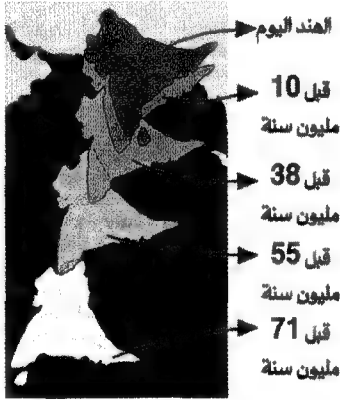 الهند اليوم
قبل 10
مليون سنة
قبل 38
مليون سنة
قبل 55
مليون سنة
قبل 71
مليون سنة